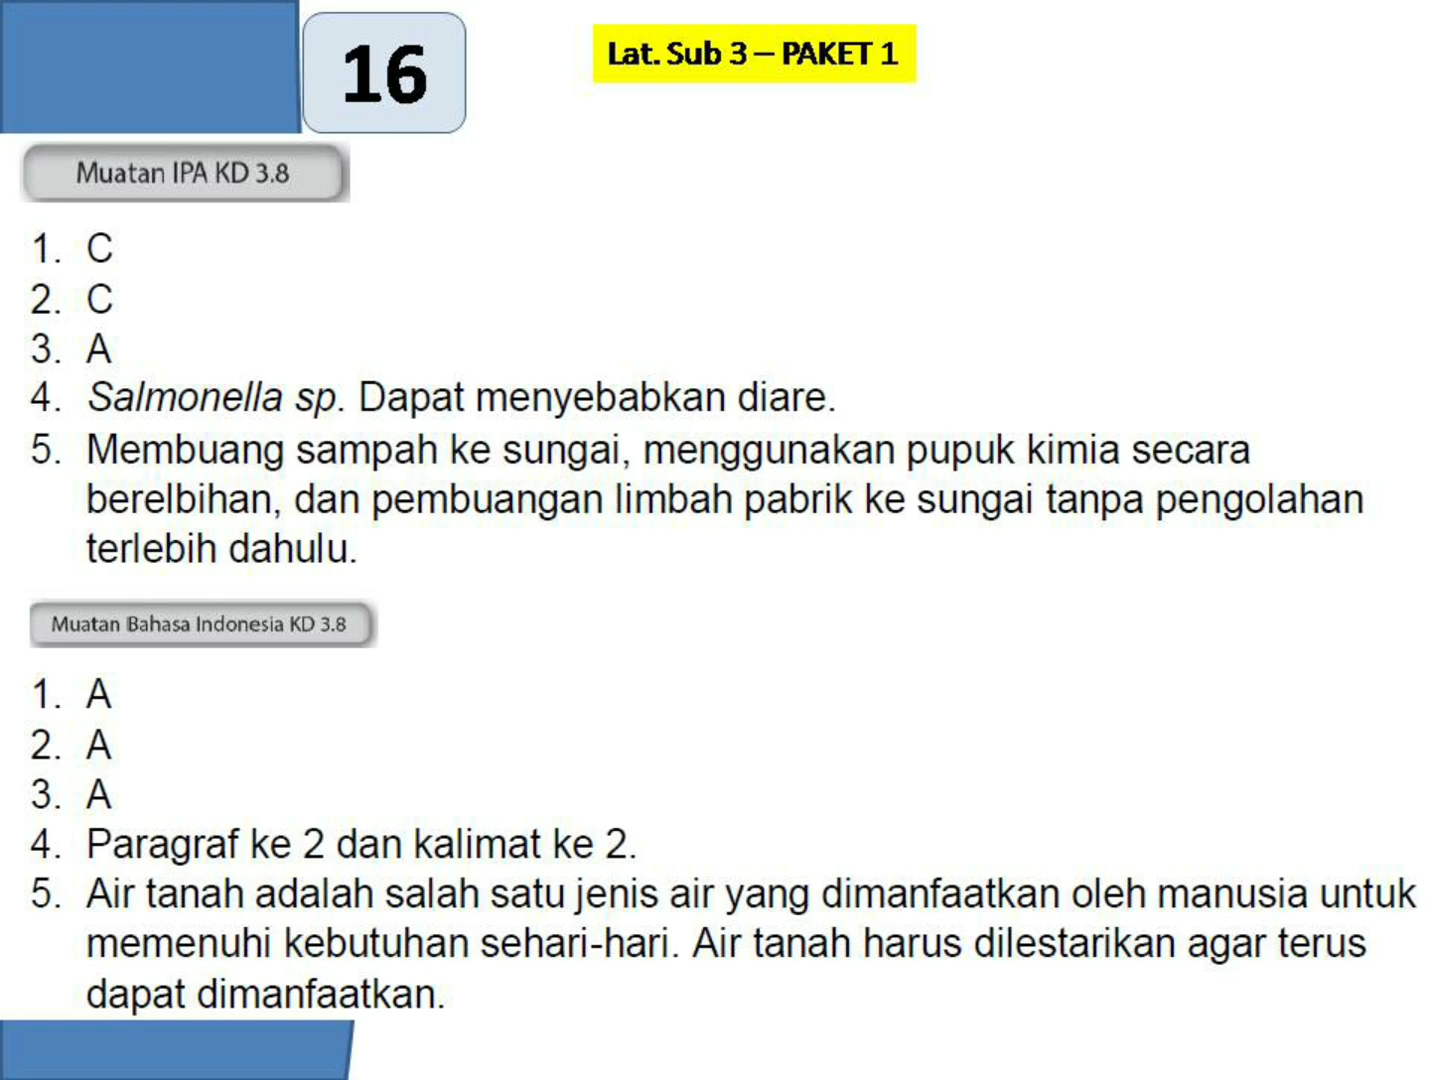 16
Lat. Sub 3 – PAKET 1
Muatan IPA KD 3.8
1. C
2. C
3. A
4. Salmonella sp. Dapat menyebabkan diare.
5. Membuang sampah ke sungai, menggunakan pupuk kimia secara
berelbihan, dan pembuangan limbah pabrik ke sungai tanpa pengolahan
terlebih dahulu.
Muatan Bahasa Indonesia KD 3.8
1. A
2. A
3. A
4. Paragraf ke 2 dan kalimat ke 2.
5. Air tanah adalah salah satu jenis air yang dimanfaatkan oleh manusia untuk
memenuhi kebutuhan sehari-hari. Air tanah harus dilestarikan agar terus
dapat dimanfaatkan.